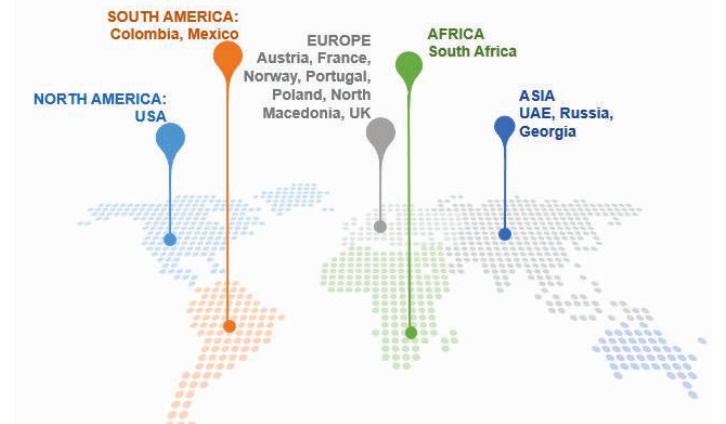 SOUTH AMERICA:
Colombia, Mexico
NORTH AMERICA:
USA
EUROPE
Austria, France,
Norway, Portugal,
Poland, North
Macedonia, UK
AFRICA
South Africa
ASIA
UAE, Russia,
Georgia